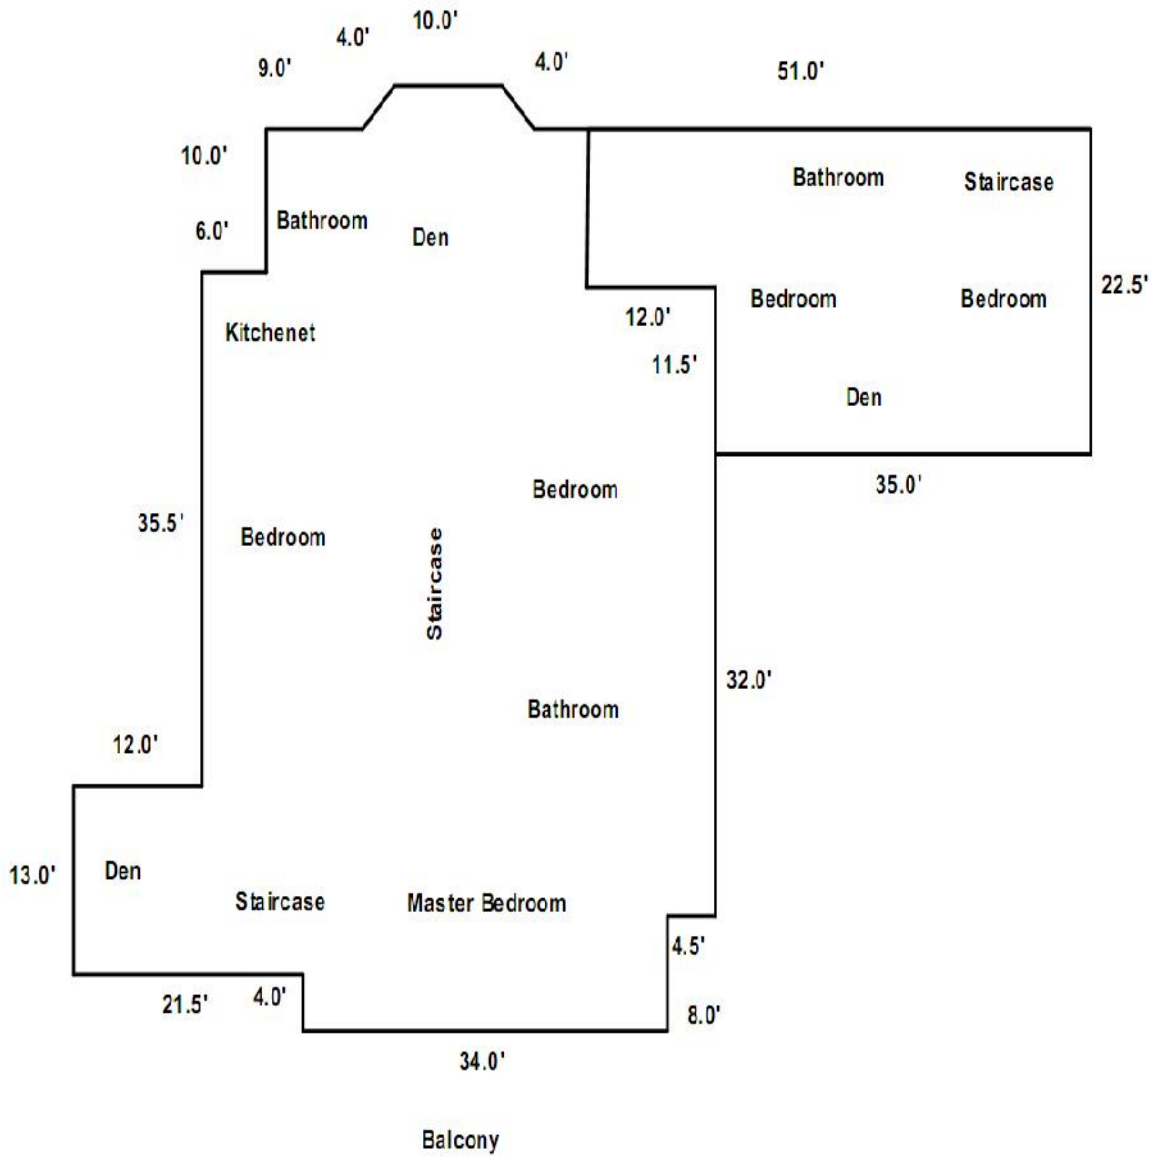 10.0'
4.0'
9.0'
4.0'
51.0'
10.0'
Bathroom
Staircase
6.0'
Bathroom
Den
22.5'
Bedroom
Bedroom
12.0'
Kitchenet
11.5'
Den
35.0'
Bedroom
35.5'
Bedroom
Staircase
32.0'
Bathroom
12.0'
13.0'
Den
Staircase
Master Bedroom
4.5'
21.5'
4.0'
8.0'
34.0'
Balcony